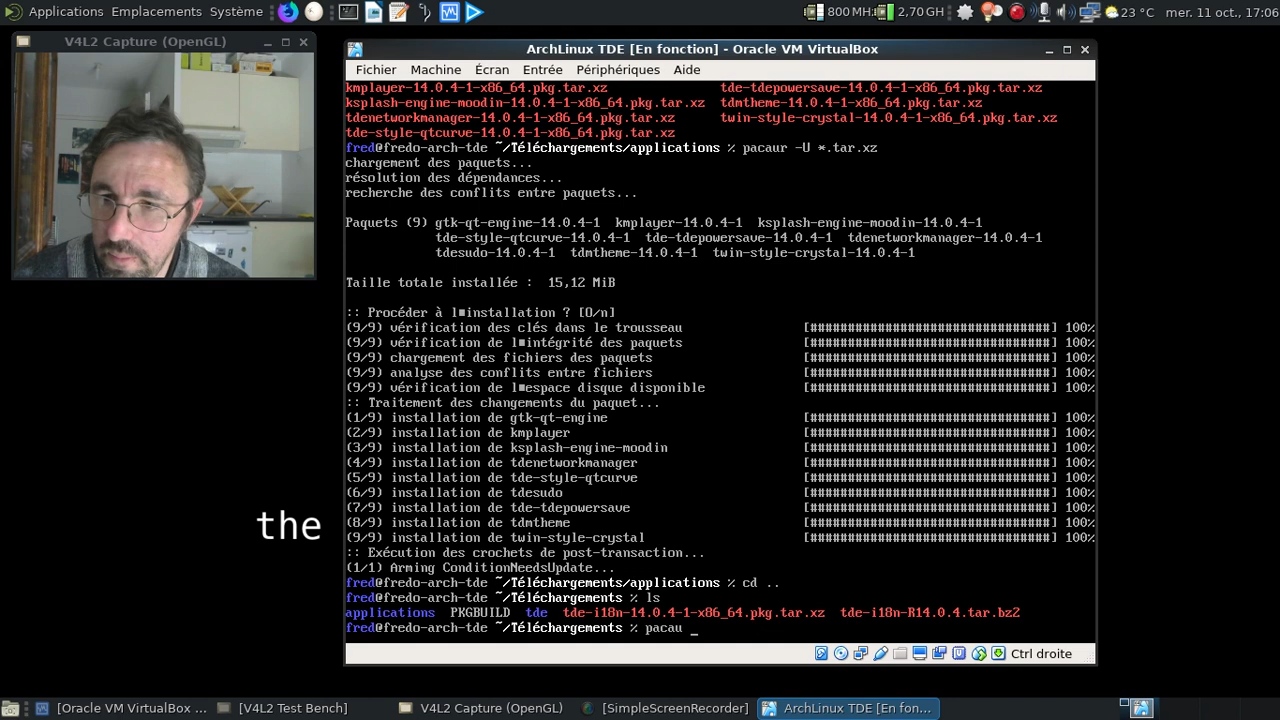 Applications Emplacements Système
800 MH 2,70 GH 23 °C mer. 11 oct., 17:06
V4L2 Capture (OpenGL)
ArchLinux TDE [En fonction] - Oracle VM VirtualBox
Fichier Machine Écran Entrée Périphériques Aide
kmplayer-14.0.4-1-x86_64.pkg.tar.xz tde-tdepowersave-14.0.4-1-x86_64.pkg.tar.xz
ksplash-engine-moodin-14.0.4-1-x86_64.pkg.tar.xz tdmtheme-14.0.4-1-x86_64.pkg.tar.xz
tdenetworkmanager-14.0.4-1-x86_64.pkg.tar.xz twin-style-crystal-14.0.4-1-x86_64.pkg.tar.xz
tde-style-qtcurve-14.0.4-1-x86_64.pkg.tar.xz
fred@fredo-arch-tde ~/Téléchargements/applications % pacaur -U *.tar.xz
chargement des paquets...
résolution des dépendances...
recherche des conflits entre paquets...
Paquets (9) gtk-qt-engine-14.0.4-1 kmplayer-14.0.4-1 ksplash-engine-moodin-14.0.4-1
tde-style-qtcurve-14.0.4-1 tde-tdepowersave-14.0.4-1 tdenetworkmanager-14.0.4-1
tdesudo-14.0.4-1 tdmtheme-14.0.4-1 twin-style-crystal-14.0.4-1
Taille totale installée : 15,12 MiB
:: Procéder à l■installation ? [O/n]
(9/9) vérification des clés dans le trousseau [################################] 100%
(9/9) vérification de l■intégrité des paquets [################################] 100%
(9/9) chargement des fichiers des paquets [################################] 100%
(9/9) analyse des conflits entre fichiers [################################] 100%
(9/9) vérification de l■espace disque disponible [################################] 100%
:: Traitement des changements du paquet...
(1/9) installation de gtk-qt-engine [################################] 100%
(2/9) installation de kmplayer [################################] 100%
(3/9) installation de ksplash-engine-moodin [################################] 100%
(4/9) installation de tdenetworkmanager [################################] 100%
(5/9) installation de tde-style-qtcurve [################################] 100%
(6/9) installation de tdesudo [################################] 100%
(7/9) installation de tde-tdepowersave [################################] 100%
(8/9) installation de tdmtheme [################################] 100%
(9/9) installation de twin-style-crystal [################################] 100%
:: Exécution des crochets de post-transaction...
(1/1) Arming ConditionNeedsUpdate...
fred@fredo-arch-tde ~/Téléchargements/applications % cd ..
fred@fredo-arch-tde ~/Téléchargements % ls
applications PKGBUILD tde tde-i18n-14.0.4-1-x86_64.pkg.tar.xz tde-i18n-R14.0.4.tar.bz2
fred@fredo-arch-tde ~/Téléchargements % pacau _
the
Ctrl droite
[Oracle VM VirtualBox ... [V4L2 Test Bench] V4L2 Capture (OpenGL) [SimpleScreenRecorder] ArchLinux TDE [En fon...